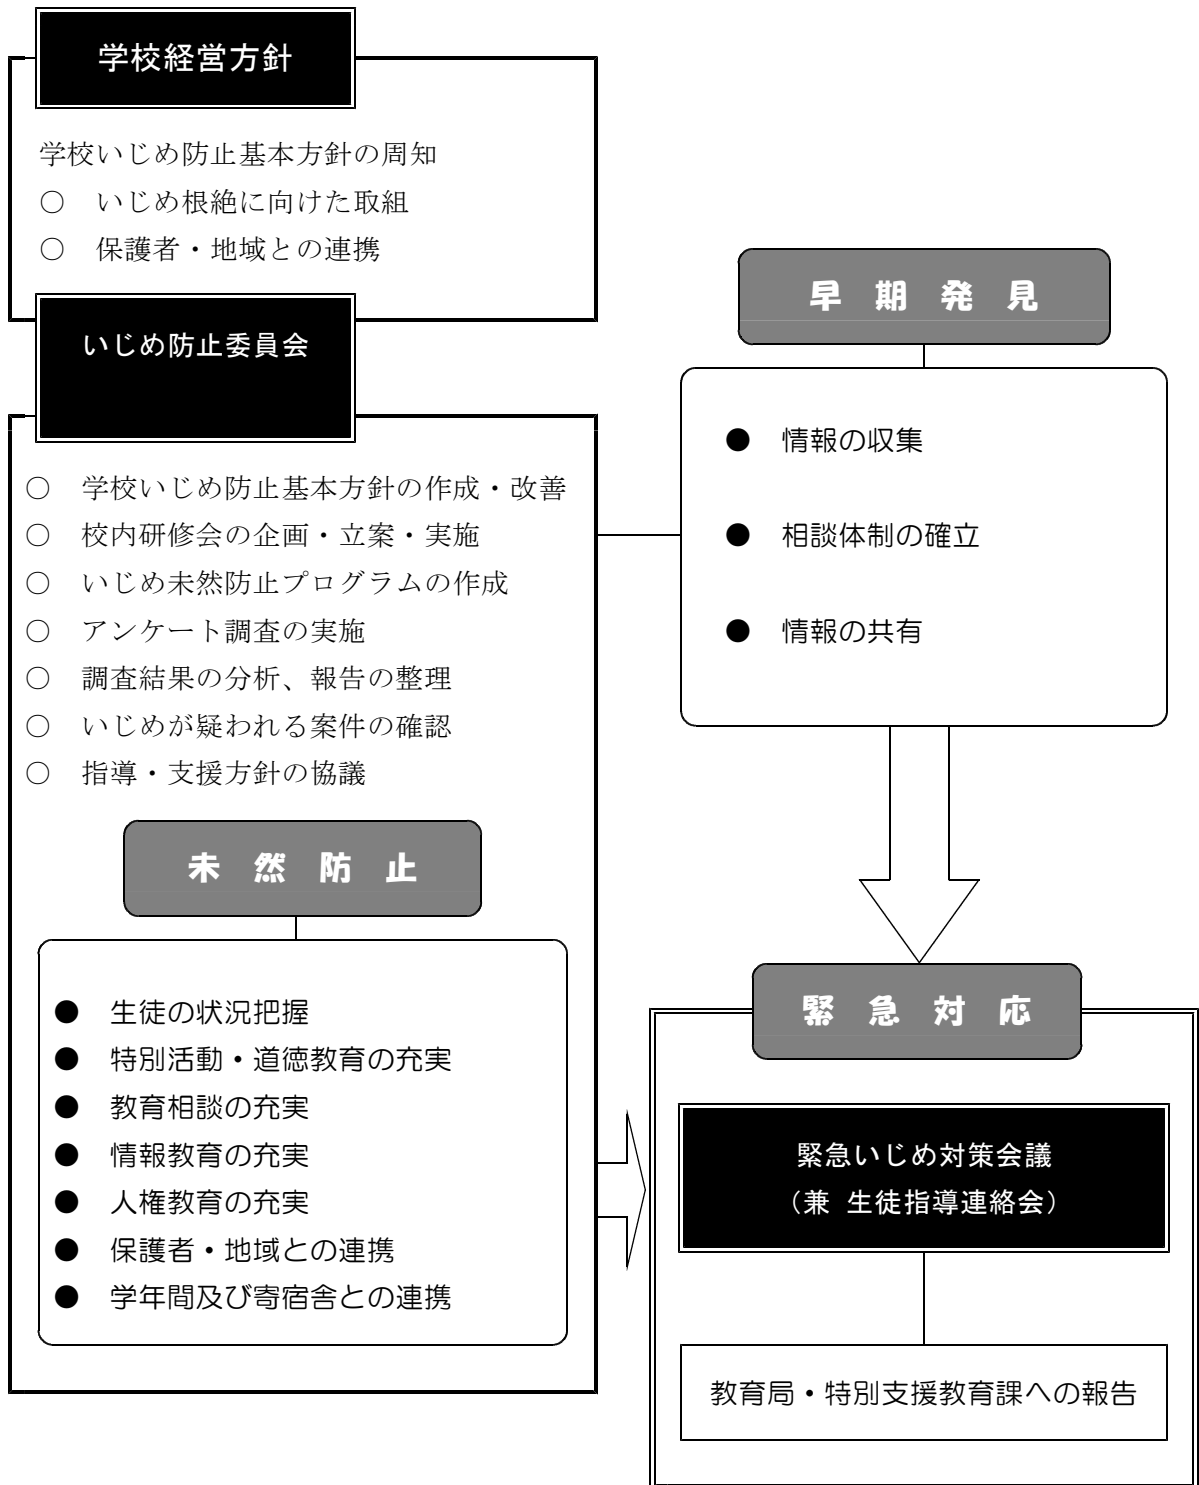 学校経営方針
学校いじめ防止基本方針の周知
○ いじめ根絶に向けた取組
○ 保護者・地域との連携
いじめ防止委員会
○ 学校いじめ防止基本方針の作成・改善
○ 校内研修会の企画・立案・実施
○ いじめ未然防止プログラムの作成
○ アンケート調査の実施
○ 調査結果の分析、報告の整理
○ いじめが疑われる案件の確認
○ 指導・支援方針の協議
未 然 防 止
● 生徒の状況把握
● 特別活動・道徳教育の充実
● 教育相談の充実
● 情報教育の充実
● 人権教育の充実
● 保護者・地域との連携
● 学年間及び寄宿舎との連携
早 期 発 見
● 情報の収集
● 相談体制の確立
● 情報の共有
緊 急 対 応
緊急いじめ対策会議
（兼 生徒指導連絡会）
教育局・特別支援教育課への報告